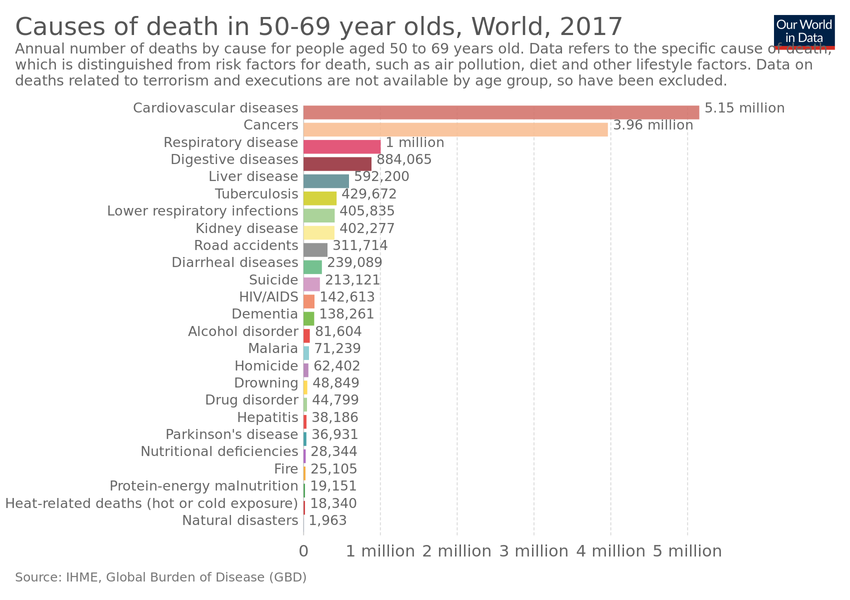 Causes of death in 50-69 year olds, World, 2017
Our World
in Data
Annual number of deaths by cause for people aged 50 to 69 years old. Data refers to the specific cause of death,
which is distinguished from risk factors for death, such as air pollution, diet and other lifestyle factors. Data on
deaths related to terrorism and executions are not available by age group, so have been excluded.
Cardiovascular diseases 5.15 million
Cancers 3.96 million
Respiratory disease 1 million
Digestive diseases 884,065
Liver disease 592,200
Tuberculosis 429,672
Lower respiratory infections 405,835
Kidney disease 402,277
Road accidents 311,714
Diarrheal diseases 239,089
Suicide 213,121
HIV/AIDS 142,613
Dementia 138,261
Alcohol disorder 81,604
Malaria 71,239
Homicide 62,402
Drowning 48,849
Drug disorder 44,799
Hepatitis 38,186
Parkinson's disease 36,931
Nutritional deficiencies 28,344
Fire 25,105
Protein-energy malnutrition 19,151
Heat-related deaths (hot or cold exposure) 18,340
Natural disasters 1,963
0 1 million 2 million 3 million 4 million 5 million
Source: IHME, Global Burden of Disease (GBD)